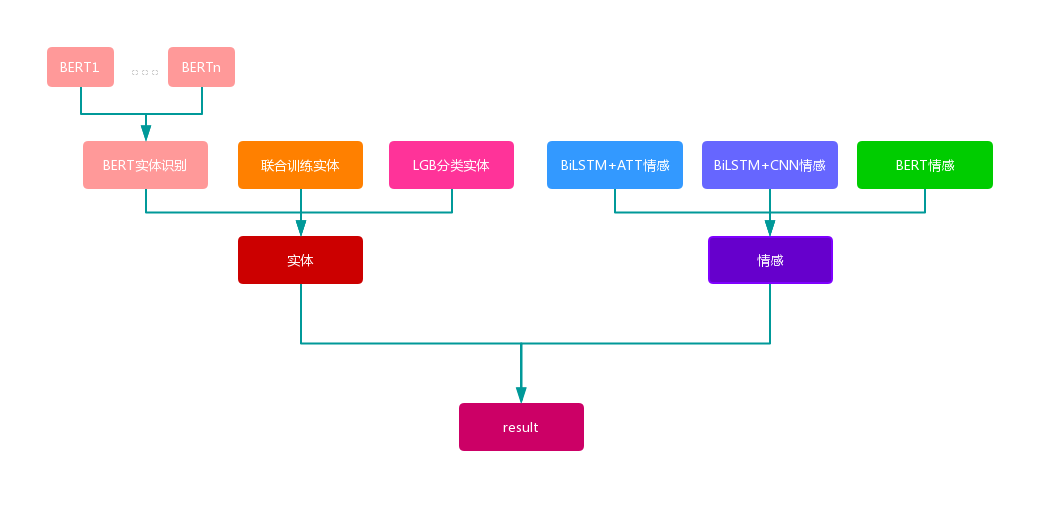 BERT1
BERTn
BERT实体识别
联合训练实体
LGB分类实体
BiLSTM+ATT情感
BiLSTM+CNN情感
BERT情感
实体
情感
result